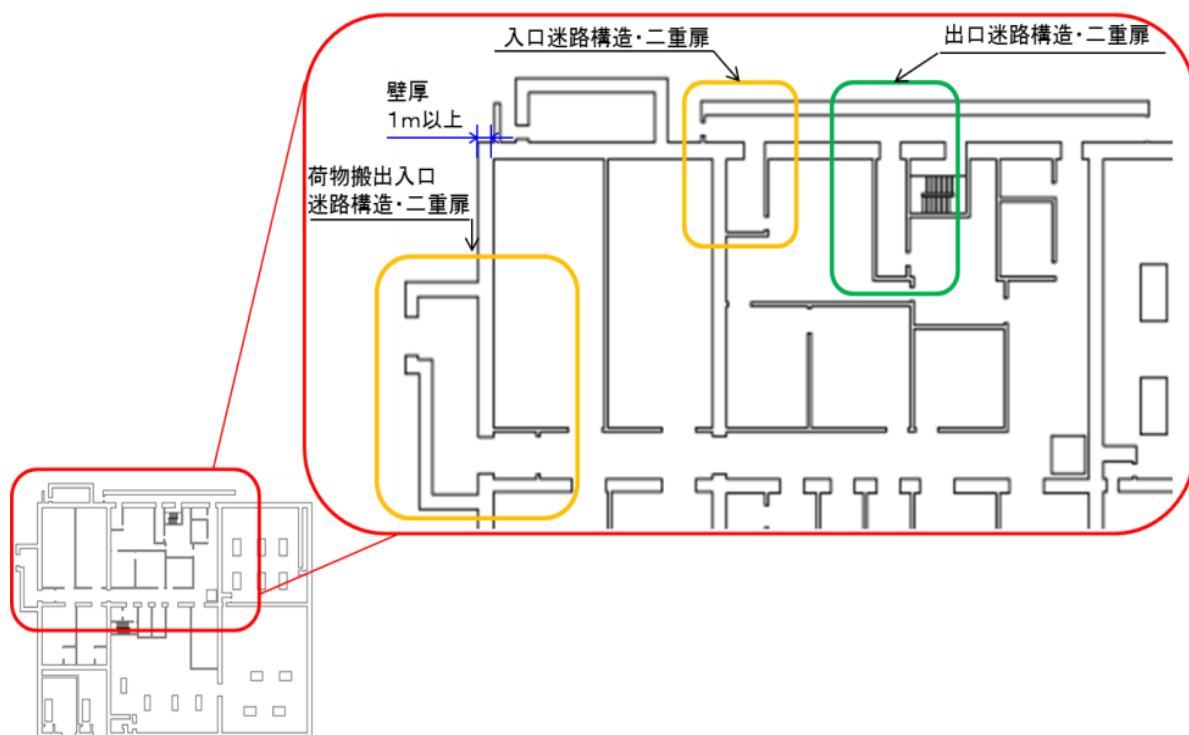 入口迷路構造・二重扉
出口迷路構造・二重扉
壁厚
1m以上
荷物搬出入口
迷路構造・二重扉